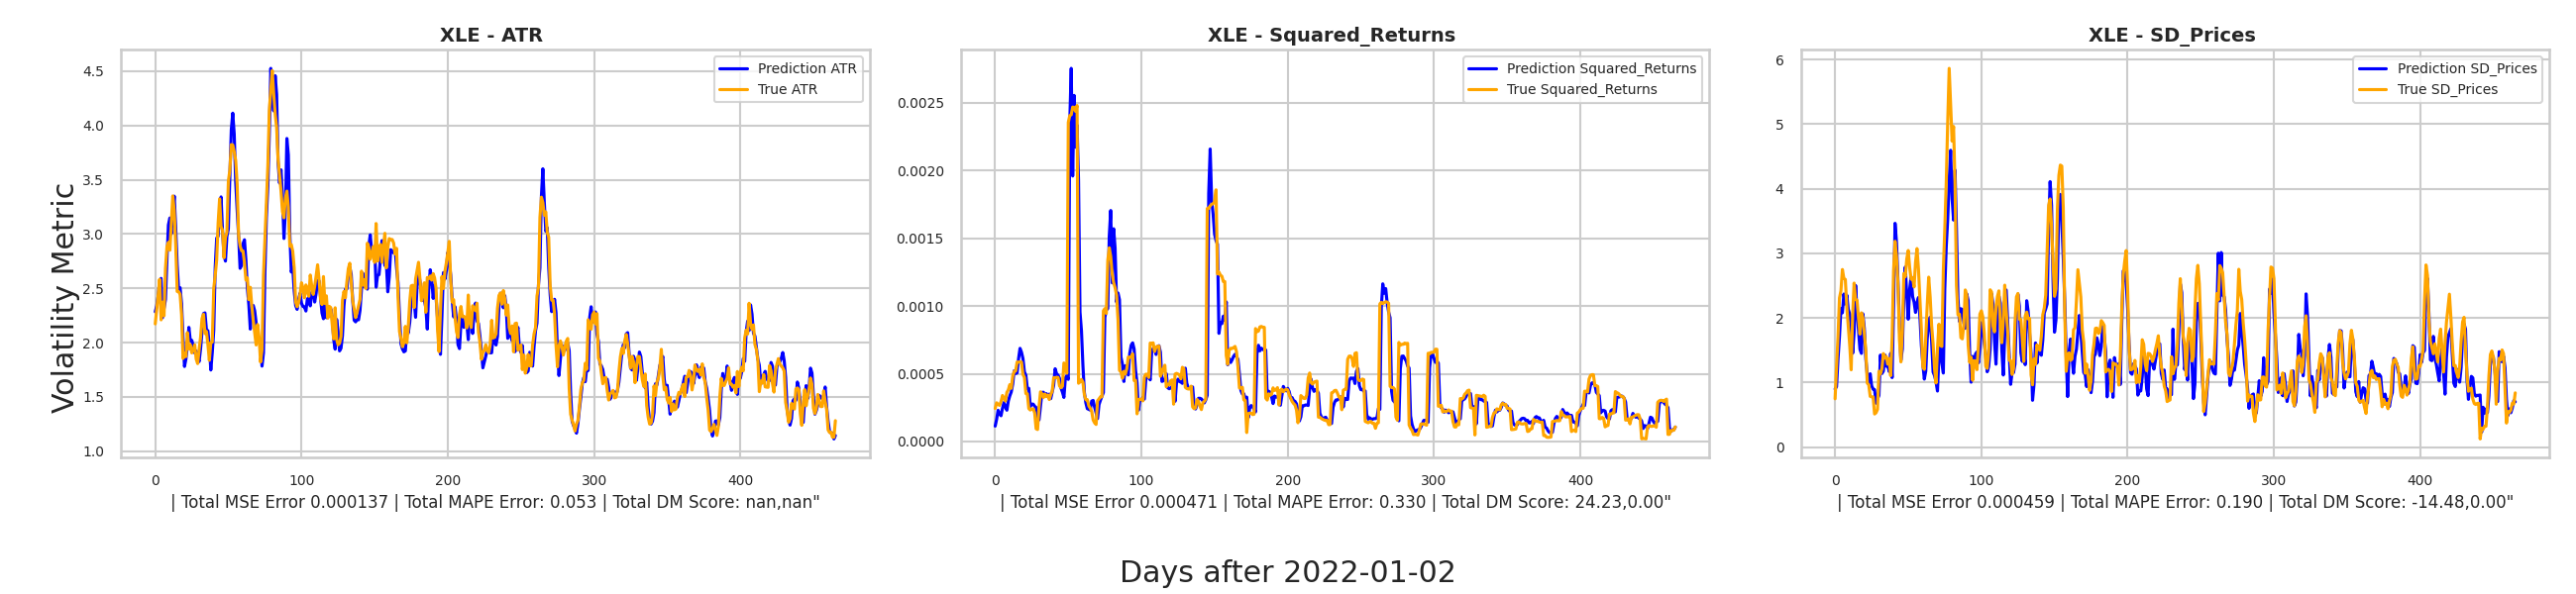 XLE - ATR
4.5
4.0
3.5
3.0
2.5
2.0
1.5
1.0
0
100
200
300
400
Prediction ATR
True ATR
| Total MSE Error 0.000137 | Total MAPE Error: 0.053 | Total DM Score: nan,nan"
XLE - Squared_Returns
0.0025
0.0020
0.0015
0.0010
0.0005
0.0000
0
100
200
300
400
Prediction Squared_Returns
True Squared_Returns
| Total MSE Error 0.000471 | Total MAPE Error: 0.330 | Total DM Score: 24.23,0.00"
XLE - SD_Prices
6
5
4
3
2
1
0
0
100
200
300
400
Prediction SD_Prices
True SD_Prices
| Total MSE Error 0.000459 | Total MAPE Error: 0.190 | Total DM Score: -14.48,0.00"
Volatility Metric
Days after 2022-01-02